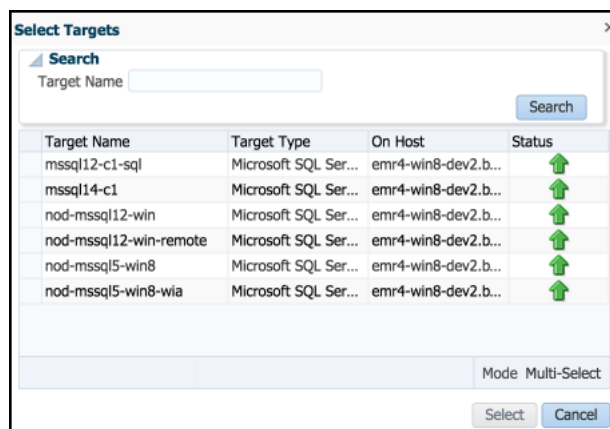 Select Targets
Search
Target Name
Search
Target Name Target Type On Host Status
mssql12-c1-sql Microsoft SQL Ser... emr4-win8-dev2.b...
mssql14-c1 Microsoft SQL Ser... emr4-win8-dev2.b...
nod-mssql12-win Microsoft SQL Ser... emr4-win8-dev2.b...
nod-mssql12-win-remote Microsoft SQL Ser... emr4-win8-dev2.b...
nod-mssql5-win8 Microsoft SQL Ser... emr4-win8-dev2.b...
nod-mssql5-win8-wia Microsoft SQL Ser... emr4-win8-dev2.b...
Mode Multi-Select
Select Cancel